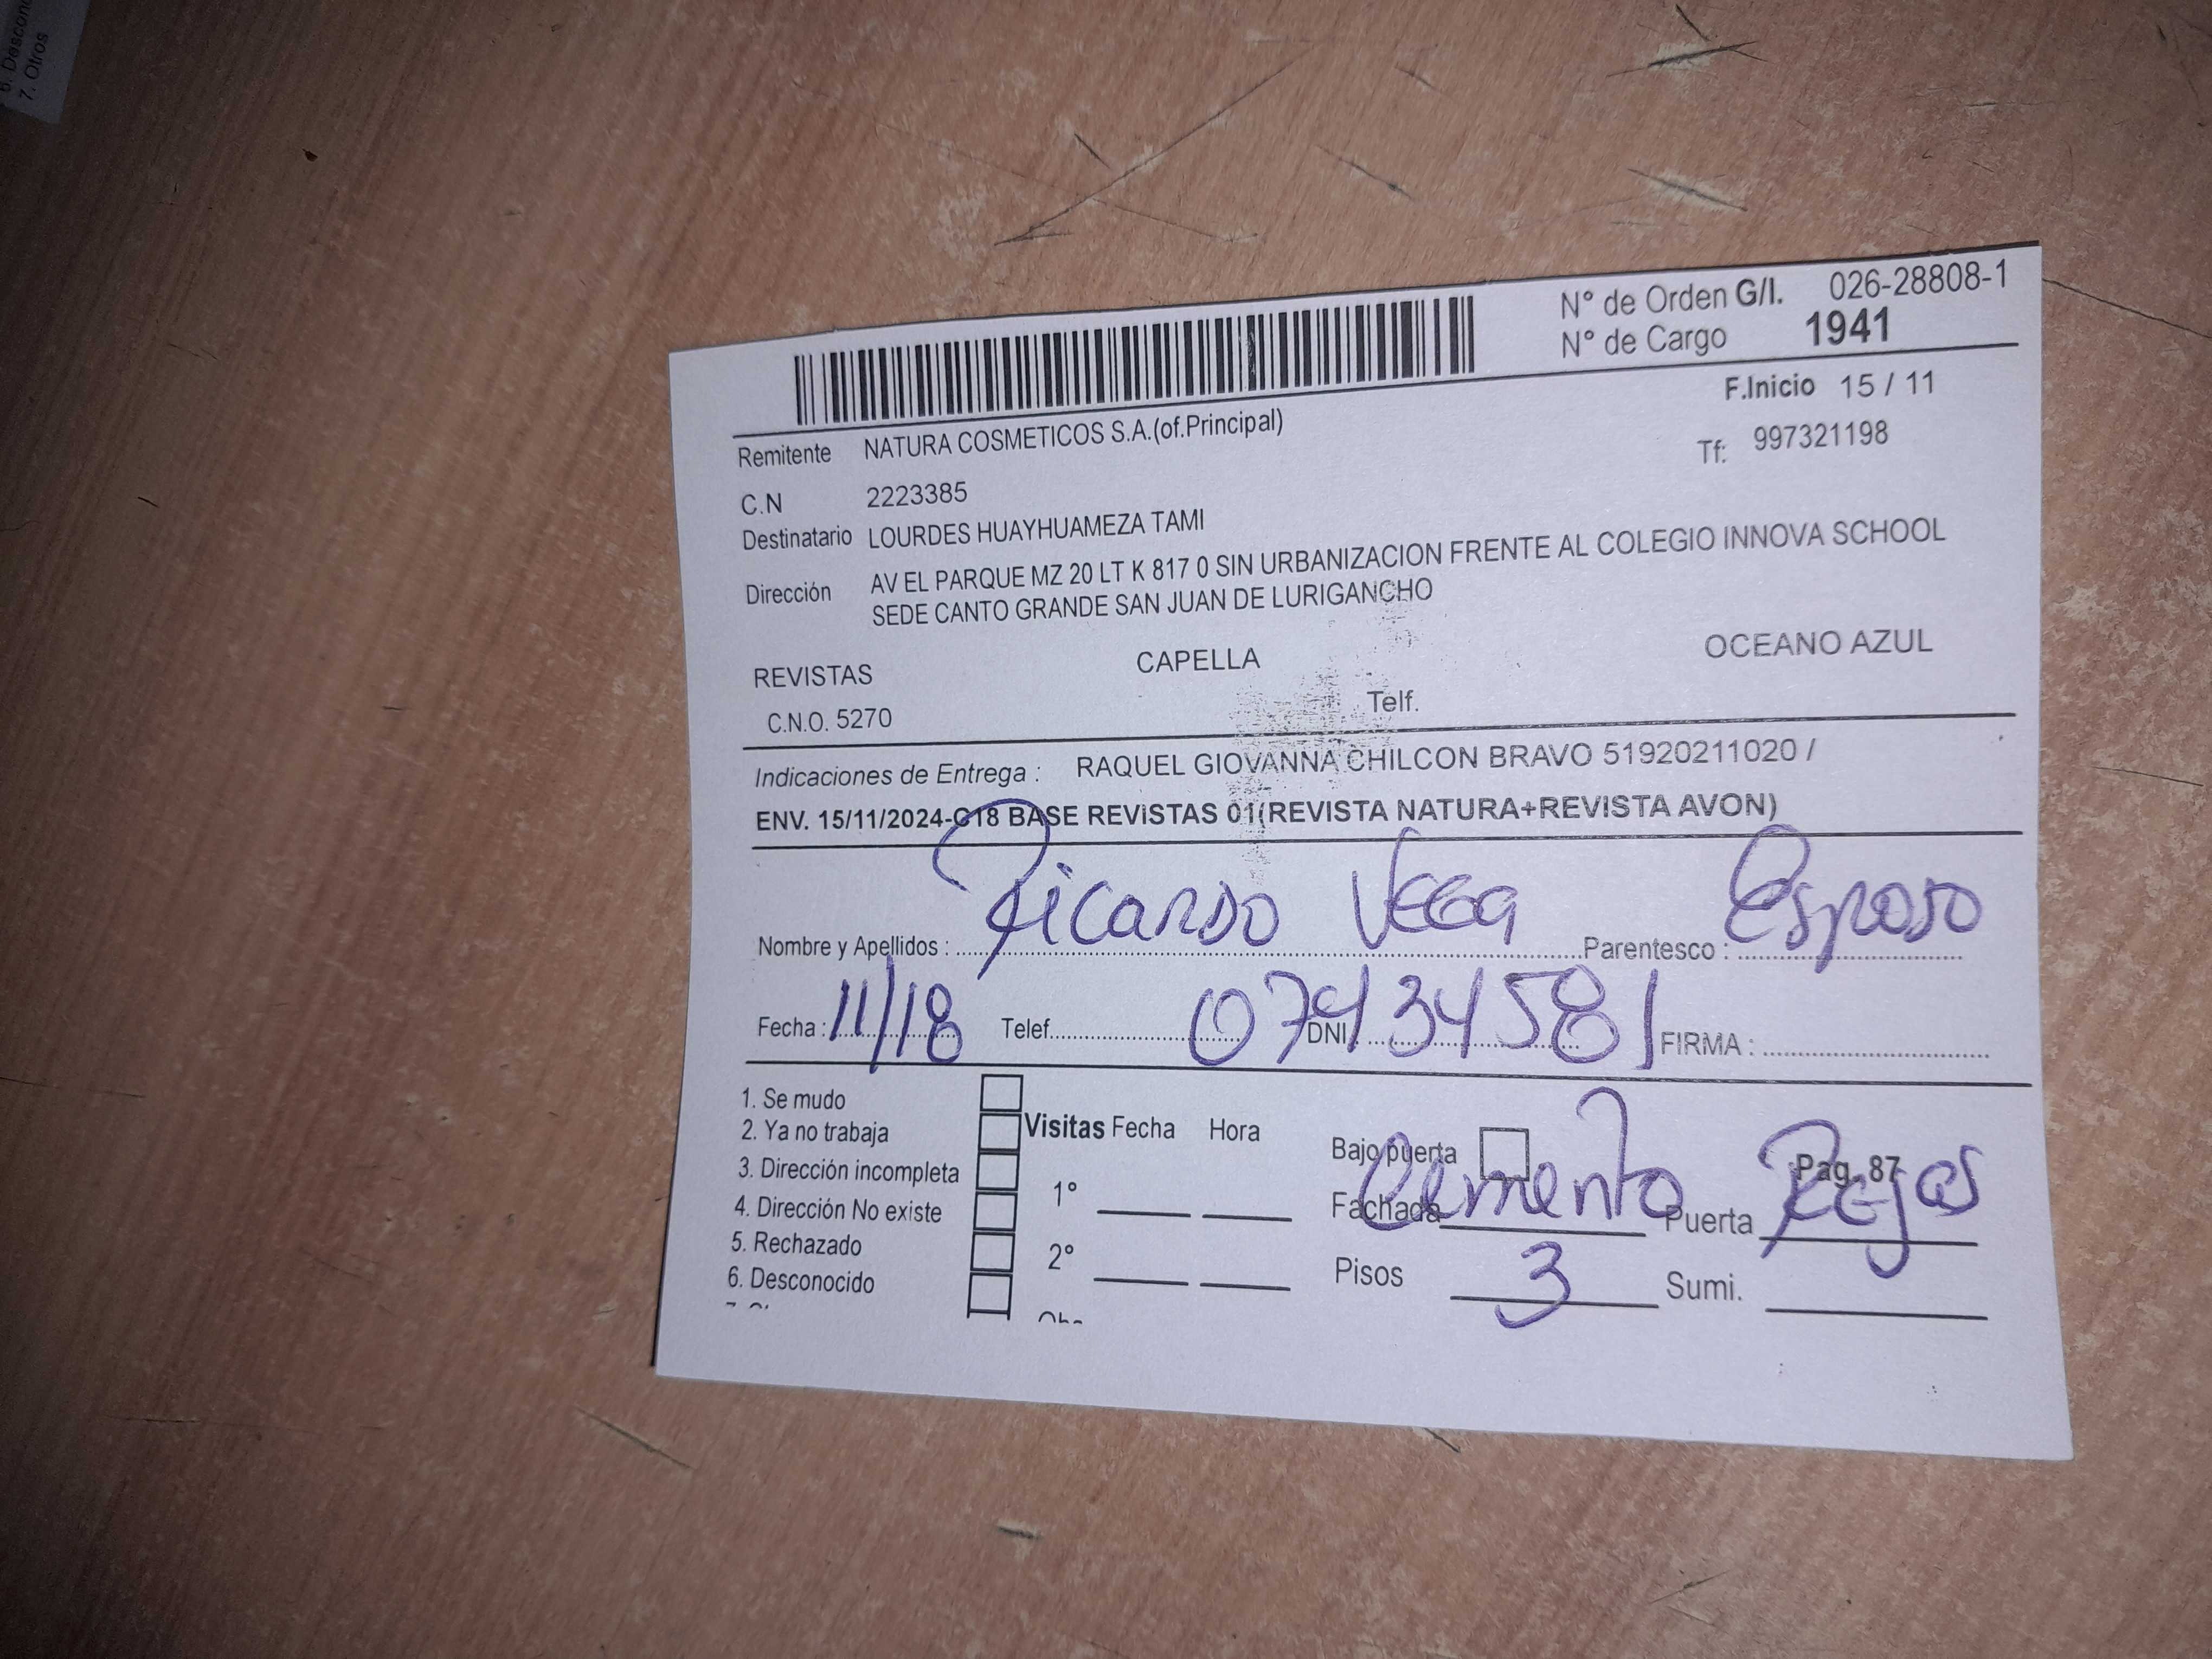 6. Descono
7. Otros
N° de Orden G/I. 026-28808-1
N° de Cargo 1941
F.Inicio 15 / 11
Remitente NATURA COSMETICOS S.A.(of.Principal)
Tf: 997321198
C.N 2223385
Destinatario LOURDES HUAYHUAMEZA TAMI
Dirección AV EL PARQUE MZ 20 LT K 817 0 SIN URBANIZACION FRENTE AL COLEGIO INNOVA SCHOOL
SEDE CANTO GRANDE SAN JUAN DE LURIGANCHO
REVISTAS CAPELLA OCEANO AZUL
C.N.O. 5270 Telf.
Indicaciones de Entrega : RAQUEL GIOVANNA CHILCON BRAVO 51920211020 /
ENV. 15/11/2024-C18 BASE REVISTAS 01(REVISTA NATURA+REVISTA AVON)
Nombre y Apellidos : Ricardo Vega Parentesco : Esposo
Fecha : 11/18 Telef. DNI 07434581 FIRMA :
1. Se mudo
2. Ya no trabaja
3. Dirección incompleta
4. Dirección No existe
5. Rechazado
6. Desconocido
Visitas Fecha Hora
1°
2°
Bajo puerta Pag. 87
Fachada Cemento Puerta Rejas
Pisos 3 Sumi.